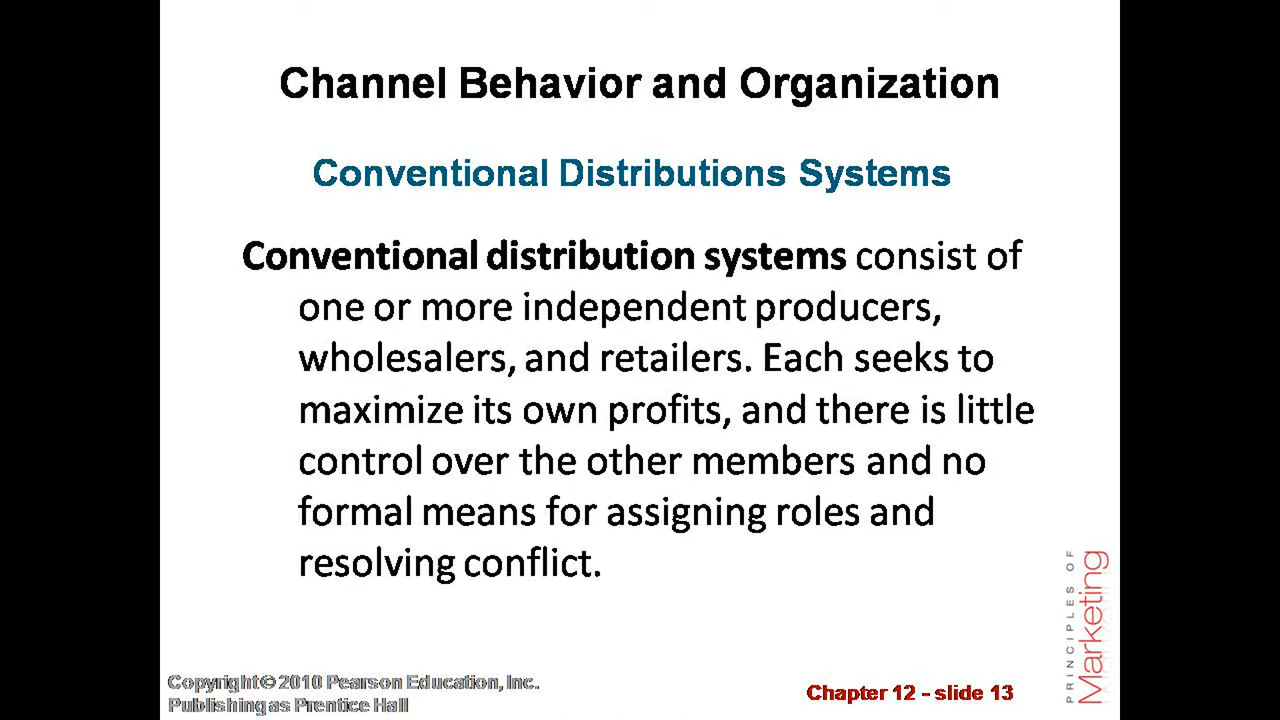 Channel Behavior and Organization
Conventional Distributions Systems
Conventional distribution systems consist of
one or more independent producers,
wholesalers, and retailers. Each seeks to
maximize its own profits, and there is little
control over the other members and no
formal means for assigning roles and
resolving conflict.
PRINCIPLES OF
Marketing
Copyright © 2010 Pearson Education, Inc.
Publishing as Prentice Hall
Chapter 12 - slide 13